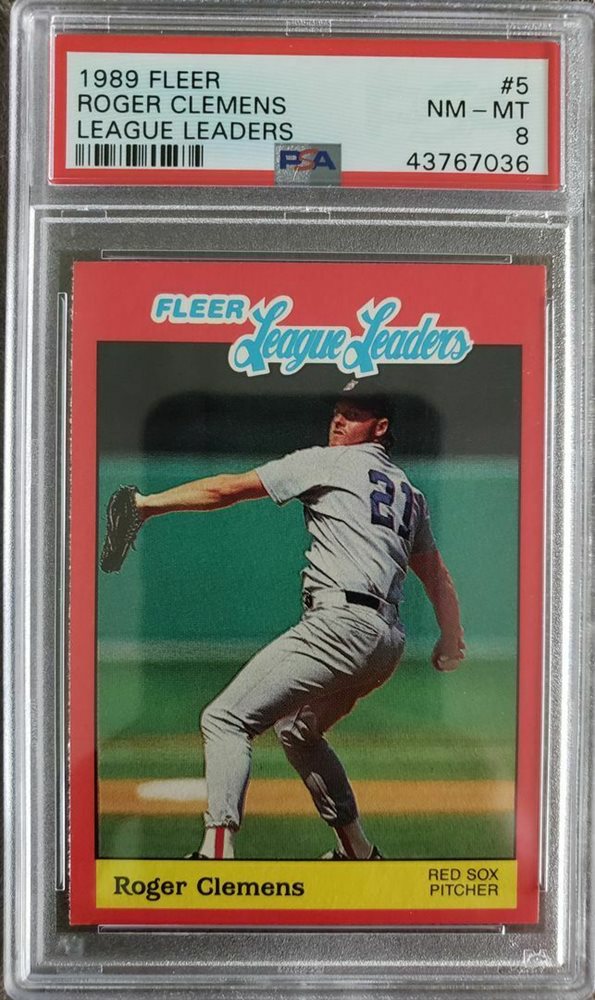 1989 FLEER #5
ROGER CLEMENS NM – MT
LEAGUE LEADERS 8
PSA 43767036
FLEER League Leaders
21
Roger Clemens
RED SOX
PITCHER